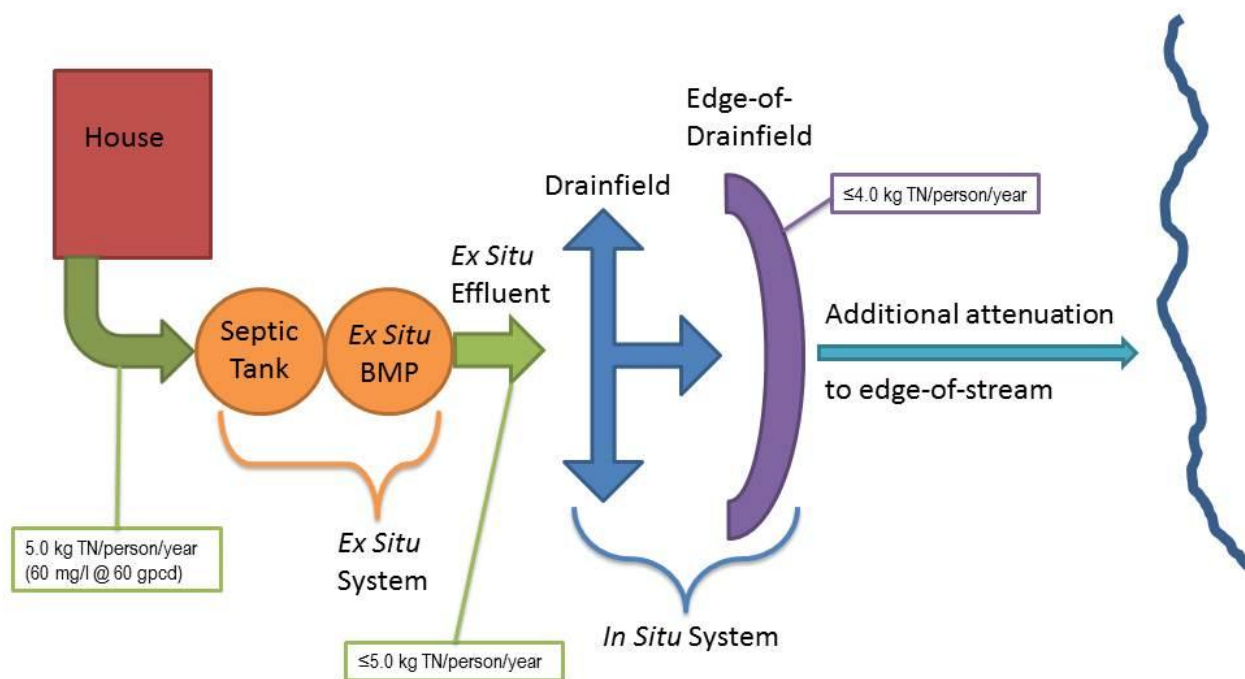 House
Edge-of-
Drainfield
Drainfield
≤4.0 kg TN/person/year
Ex Situ
Effluent
Septic
Tank
Ex Situ
BMP
Additional attenuation
to edge-of-stream
5.0 kg TN/person/year
(60 mg/l @ 60 gpcd)
Ex Situ
System
≤5.0 kg TN/person/year
In Situ System